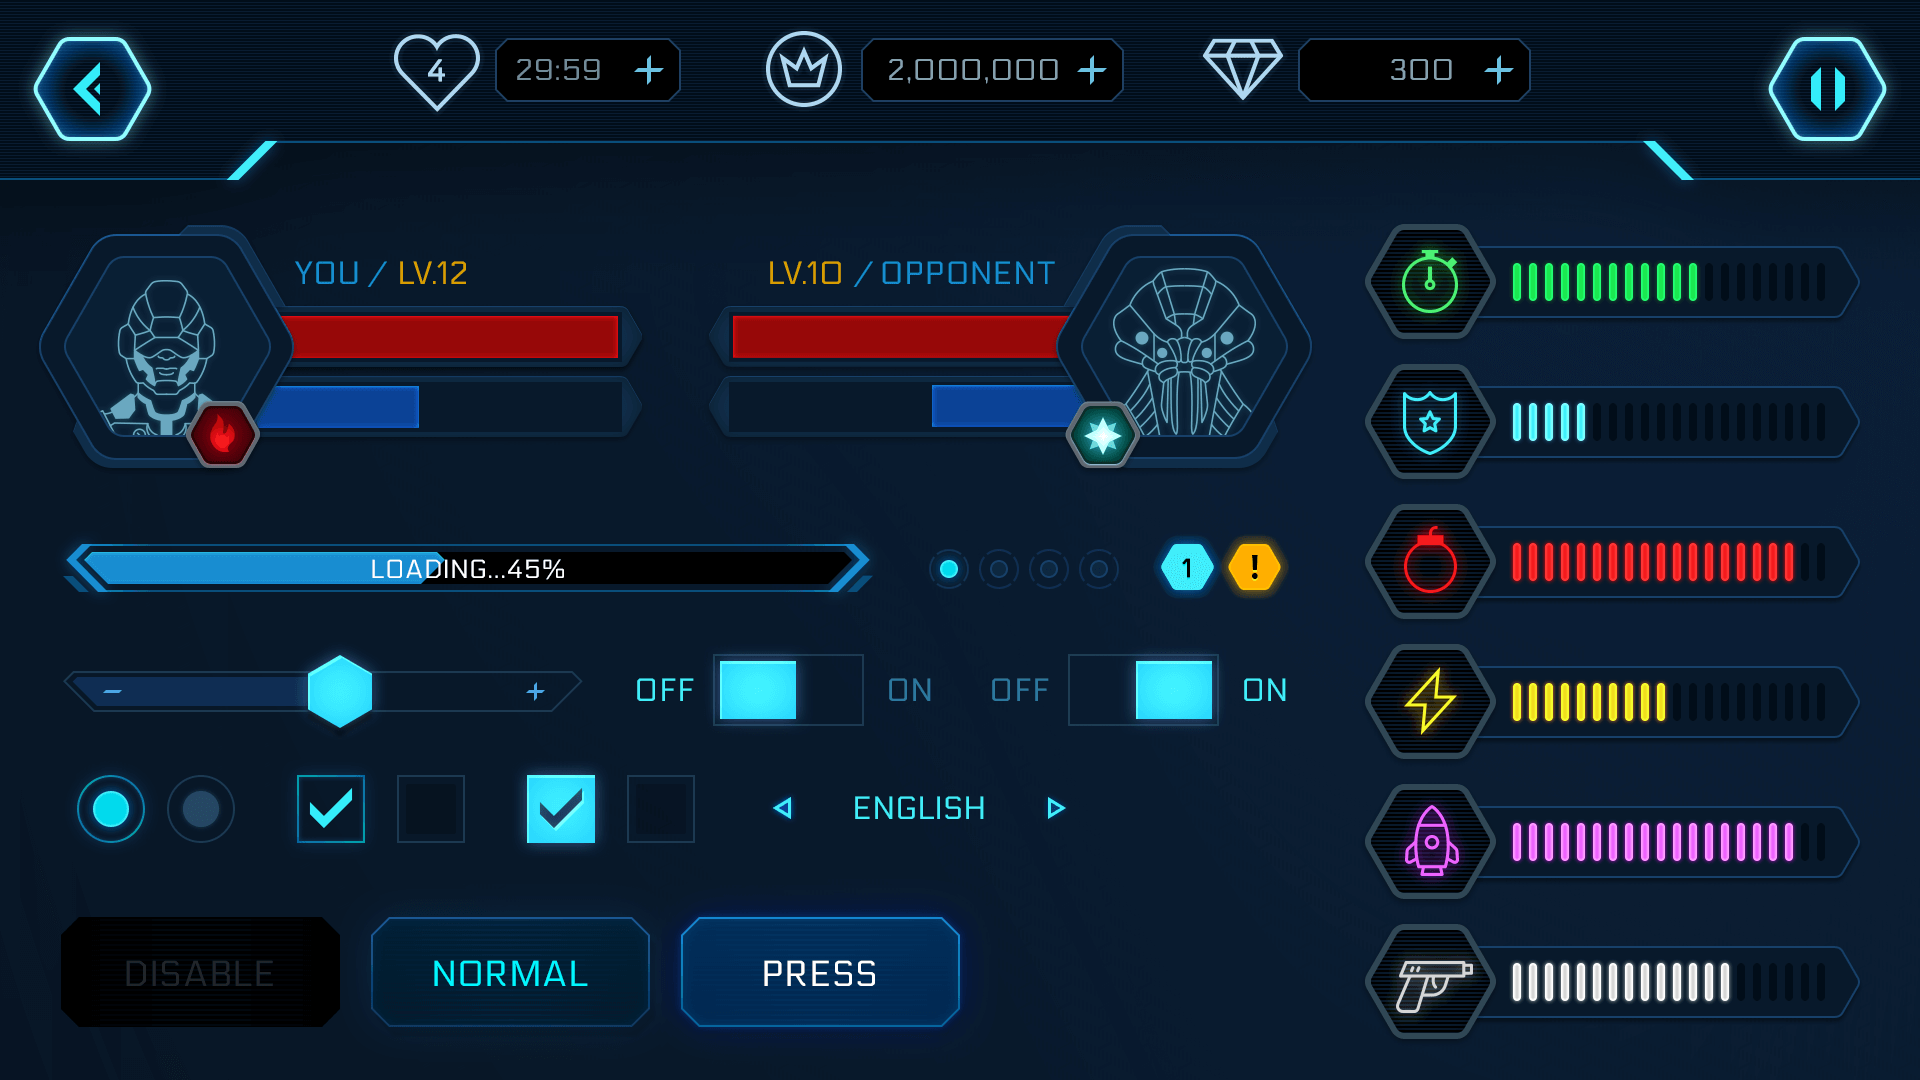 4
29:59 +
2,000,000 +
300 +
YOU / LV.12
LV.10 / OPPONENT
LOADING...45%
1
!
- +
OFF ON
OFF ON
ENGLISH
DISABLE
NORMAL
PRESS